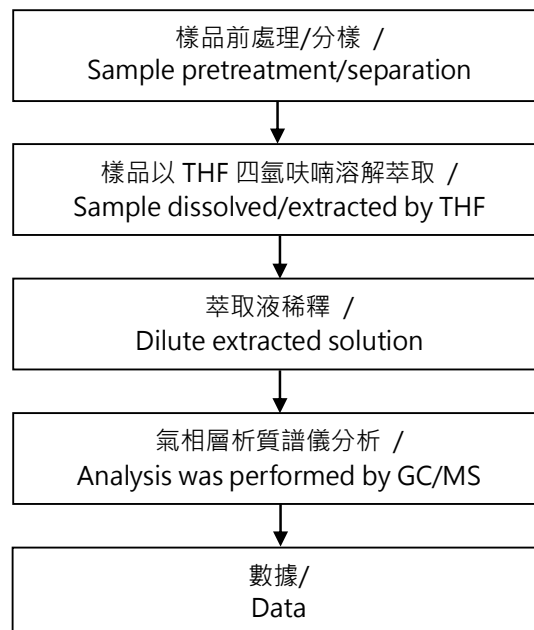 樣品前處理/分樣 /
Sample pretreatment/separation
樣品以 THF 四氫呋喃溶解萃取 /
Sample dissolved/extracted by THF
萃取液稀釋 /
Dilute extracted solution
氣相層析質譜儀分析 /
Analysis was performed by GC/MS
數據/
Data